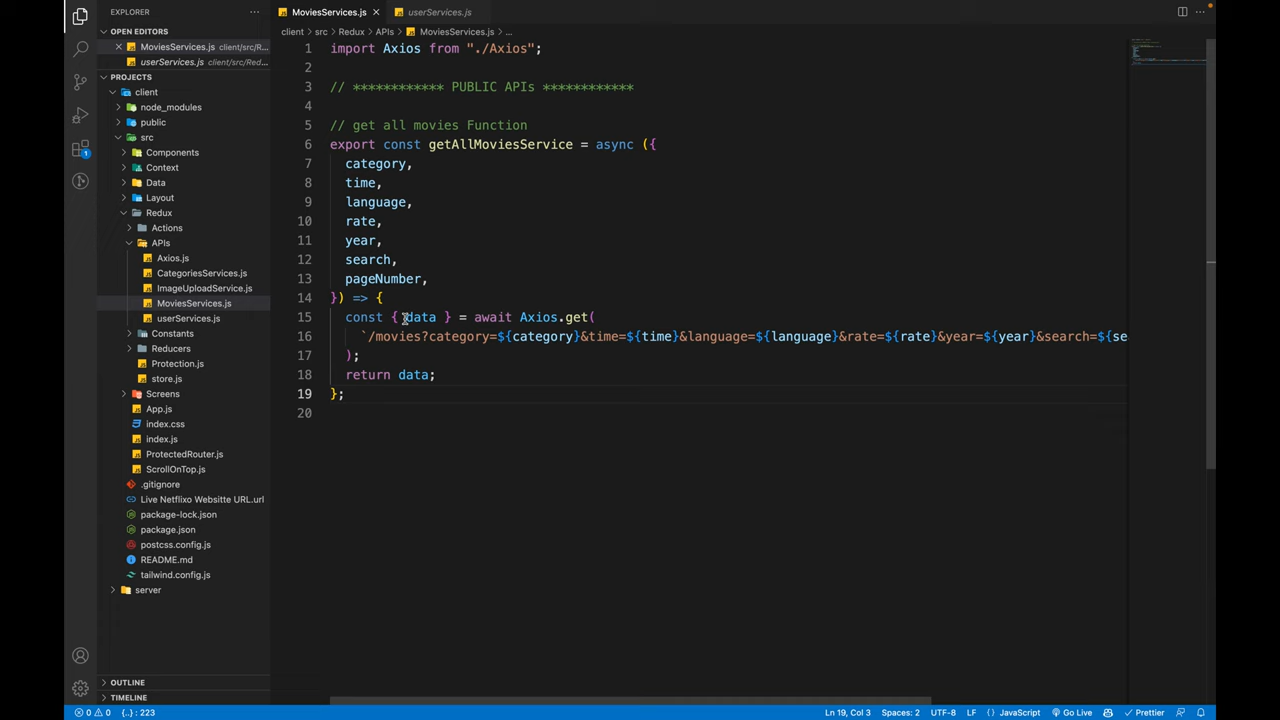 EXPLORER
OPEN EDITORS
MoviesServices.js client/src/R...
userServices.js client/src/Red...
PROJECTS
client
node_modules
public
src
Components
Context
Data
Layout
Redux
Actions
APIs
Axios.js
CategoriesServices.js
ImageUploadService.js
MoviesServices.js
userServices.js
Constants
Reducers
Protection.js
store.js
Screens
App.js
index.css
index.js
ProtectedRouter.js
ScrollOnTop.js
.gitignore
Live Netflixo Websitte URL.url
package-lock.json
package.json
postcss.config.js
README.md
tailwind.config.js
server
OUTLINE
TIMELINE
1
MoviesServices.js
userServices.js
client > src > Redux > APIs > MoviesServices.js > ...
1 import Axios from "./Axios";
2
3 // ************ PUBLIC APIs ************
4
5 // get all movies Function
6 export const getAllMoviesService = async ({
7 category,
8 time,
9 language,
10 rate,
11 year,
12 search,
13 pageNumber,
14 }) => {
15 const { data } = await Axios.get(
16 `/movies?category=${category}&time=${time}&language=${language}&rate=${rate}&year=${year}&search=${se
17 );
18 return data;
19 };
20
0 0 {..} : 223 Ln 19, Col 3 Spaces: 2 UTF-8 LF {} JavaScript Go Live Prettier